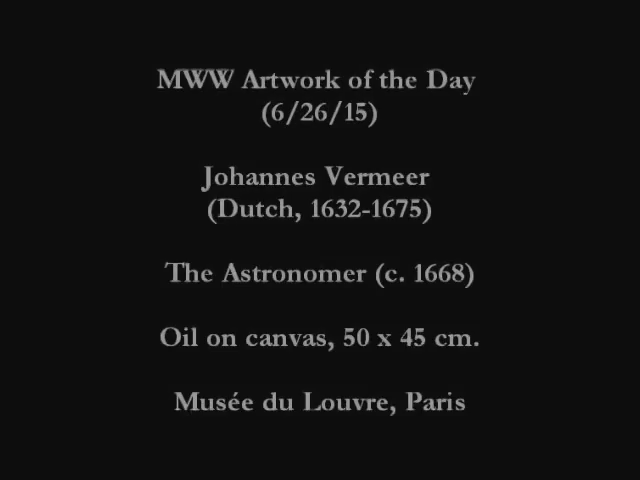 MWW Artwork of the Day
(6/26/15)
Johannes Vermeer
(Dutch, 1632-1675)
The Astronomer (c. 1668)
Oil on canvas, 50 x 45 cm.
Musée du Louvre, Paris